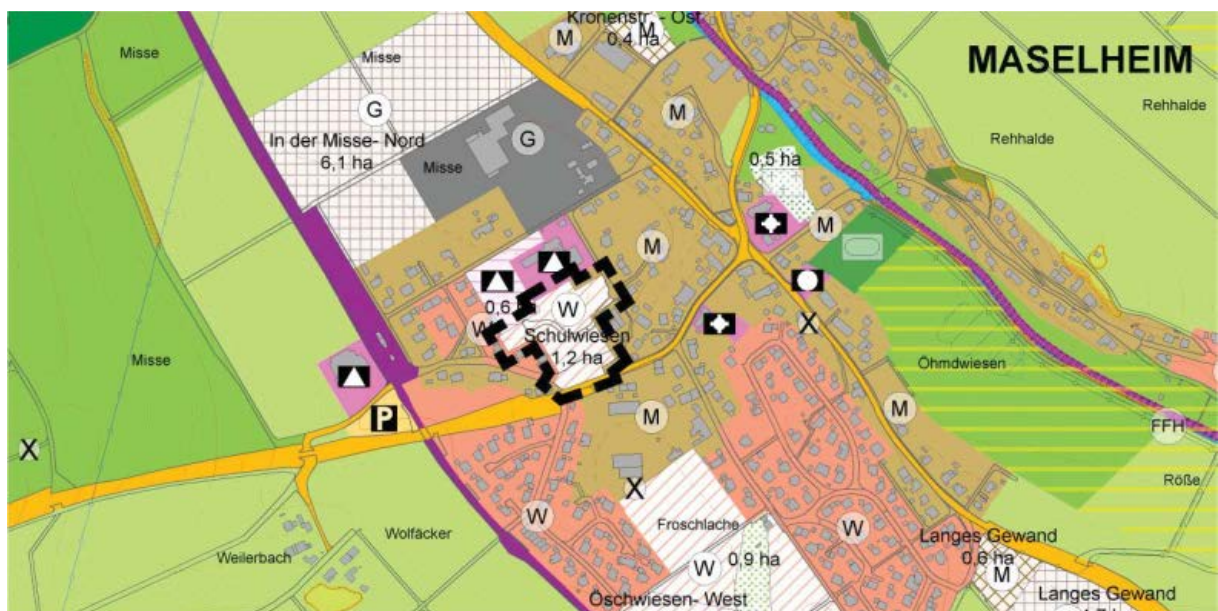 Kronenstr. - Ost
0,4 ha
M
M
MASELHEIM
Misse
Misse
Rehhalde
Rehhalde
G
In der Misse- Nord
6,1 ha
G
Misse
M
0,5 ha
M
M
0,6
W
W
Schulwiesen
1,2 ha
X
Misse
Öhmdwiesen
P
M
M
FFH
X
X
Röße
Froschlache
W
W
Wolfäcker
Weilerbach
W
0,9 ha
Langes Gewand
0,6 ha
M
Langes Gewand
Öschwiesen- West